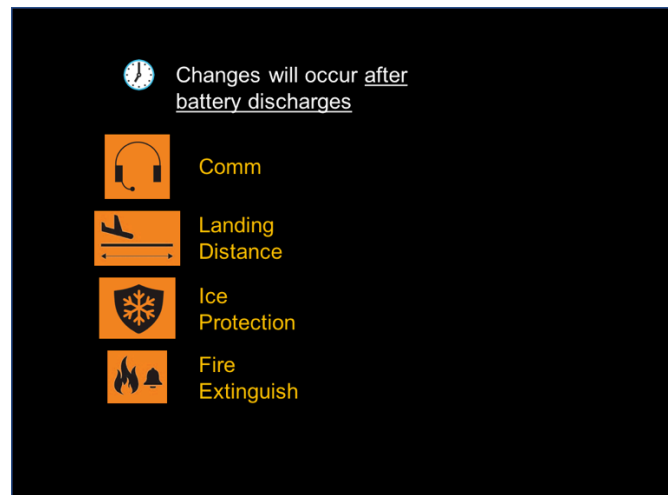 Changes will occur after
battery discharges
Comm
Landing
Distance
Ice
Protection
Fire
Extinguish